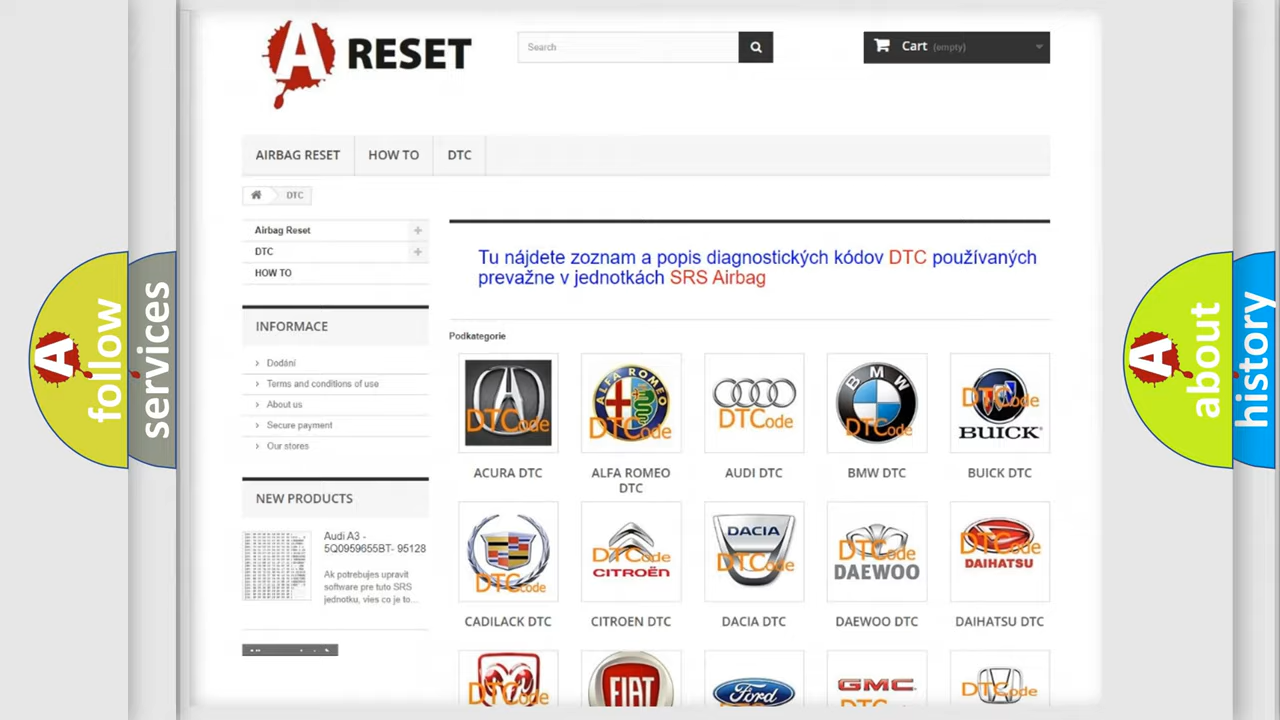 A RESET
Search
Cart (empty)
AIRBAG RESET
HOW TO
DTC
DTC
Airbag Reset
DTC
HOW TO
INFORMACE
Dodání
Terms and conditions of use
About us
Secure payment
Our stores
NEW PRODUCTS
Audi A3 -
5Q0959655BT- 95128
Ak potrebujes upravit
software pre tuto SRS
jednotku, vies co je to...
Tu nájdete zoznam a popis diagnostických kódov DTC používaných
prevažne v jednotkách SRS Airbag
Podkategorie
DTCode
ALFA ROMEO
DTCode
DTCode
BMW
DTCode
DTCode
BUICK
ACURA DTC
ALFA ROMEO
DTC
AUDI DTC
BMW DTC
BUICK DTC
DTCode
DTCode
CITROËN
DACIA
DTCode
DTCode
DAEWOO
DTCode
DAIHATSU
CADILACK DTC
CITROEN DTC
DACIA DTC
DAEWOO DTC
DAIHATSU DTC
DTCode
FIAT
Ford
GMC
DTCode
A follow
services
A about
history